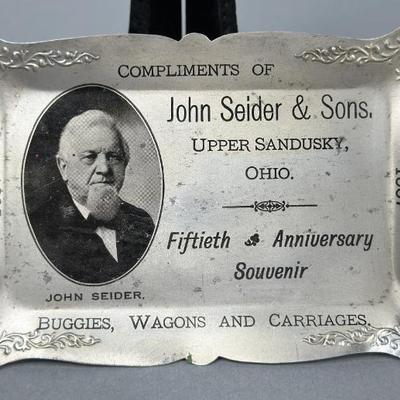 COMPLIMENTS OF
John Seider & Sons.
UPPER SANDUSKY,
OHIO.
Fiftieth Anniversary
Souvenir
JOHN SEIDER.
BUGGIES, WAGONS AND CARRIAGES.